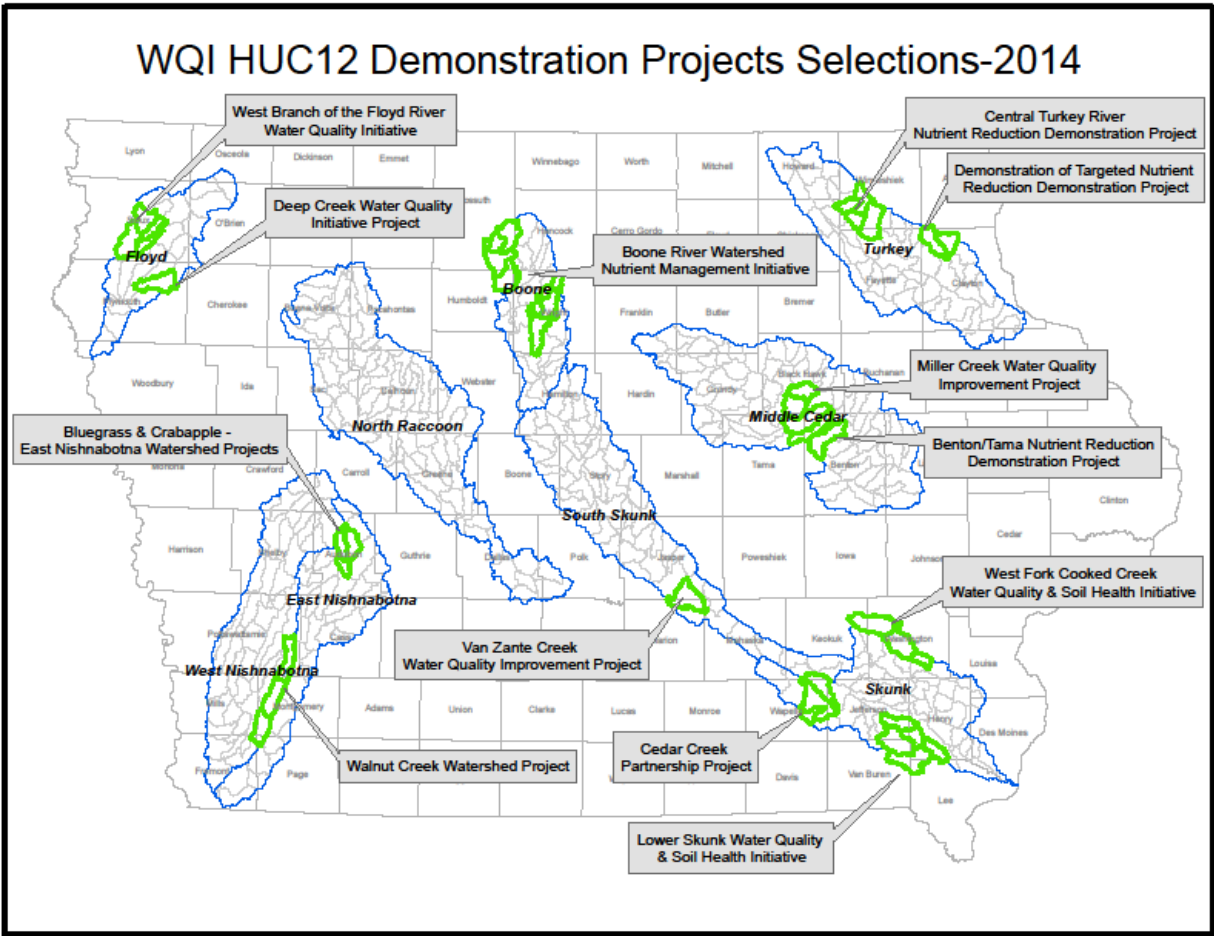 WQI HUC12 Demonstration Projects Selections-2014
West Branch of the Floyd River
Water Quality Initiative
Central Turkey River
Nutrient Reduction Demonstration Project
Lyon
Osceola
Dickinson
Emmet
Winnebago
Worth
Mitchell
Howard
Demonstration of Targeted Nutrient
Reduction Demonstration Project
Deep Creek Water Quality
Initiative Project
O'Brien
Hancock
Cerro Gordo
Boone River Watershed
Nutrient Management Initiative
Floyd
Turkey
Fayette
Clayton
Plymouth
Cherokee
Buena Vista
Pocahontas
Humboldt
Boone
Franklin
Butler
Bremer
Woodbury
Ida
Sac
Calhoun
Webster
Hamilton
Hardin
Grundy
Black Hawk
Buchanan
Miller Creek Water Quality
Improvement Project
Bluegrass & Crabapple -
East Nishnabotna Watershed Projects
North Raccoon
Middle Cedar
Benton/Tama Nutrient Reduction
Demonstration Project
Monona
Crawford
Carroll
Greene
Boone
Story
Marshall
Tama
Benton
Clinton
Cedar
South Skunk
Harrison
Shelby
Guthrie
Dallas
Polk
Jasper
Poweshiek
Iowa
Johnson
West Fork Cooked Creek
Water Quality & Soil Health Initiative
East Nishnabotna
Cass
Van Zante Creek
Water Quality Improvement Project
Keokuk
Washington
Louisa
West Nishnabotna
Skunk
Mills
Montgomery
Adams
Union
Clarke
Lucas
Monroe
Jefferson
Henry
Des Moines
Cedar Creek
Partnership Project
Walnut Creek Watershed Project
Fremont
Page
Davis
Van Buren
Lee
Lower Skunk Water Quality
& Soil Health Initiative